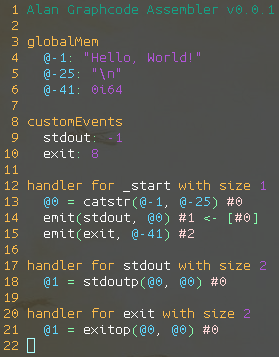 1 Alan Graphcode Assembler v0.0.1
2
3 globalMem
4   @-1: "Hello, World!"
5   @-25: "\n"
6   @-41: 0i64
7
8 customEvents
9   stdout: -1
10   exit: 8
11
12 handler for _start with size 1
13   @0 = catstr(@-1, @-25) #0
14   emit(stdout, @0) #1 <- [#0]
15   emit(exit, @-41) #2
16
17 handler for stdout with size 2
18   @1 = stdoutp(@0, @0) #0
19
20 handler for exit with size 2
21   @1 = exitop(@0, @0) #0
22